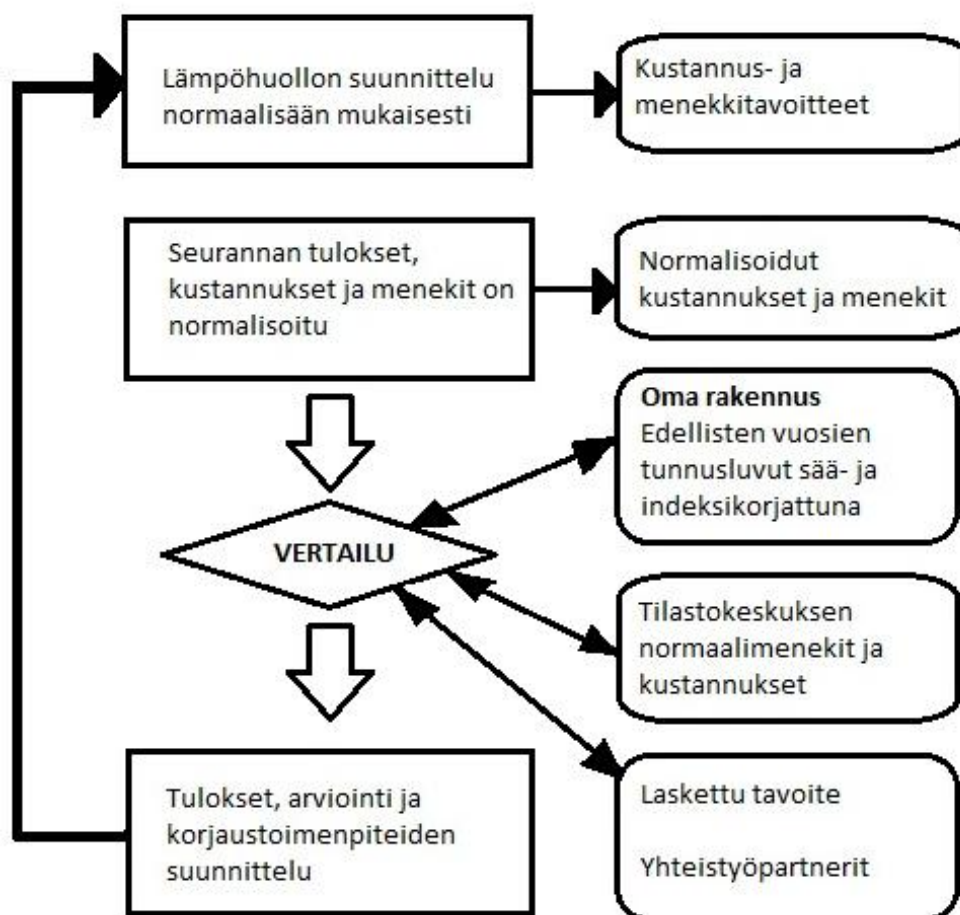 Lämpöhuollon suunnittelu
normaalisään mukaisesti
Kustannus- ja
menekkitavoitteet
Seurannan tulokset,
kustannukset ja menekit on
normalisoitu
Normalisoidut
kustannukset ja menekit
Oma rakennus
Edellisten vuosien
tunnusluvut sää- ja
indeksikorjattuna
VERTAILU
Tilastokeskuksen
normaalimenekit ja
kustannukset
Tulokset, arviointi ja
korjaustoimenpiteiden
suunnittelu
Laskettu tavoite
Yhteistyöpartnerit